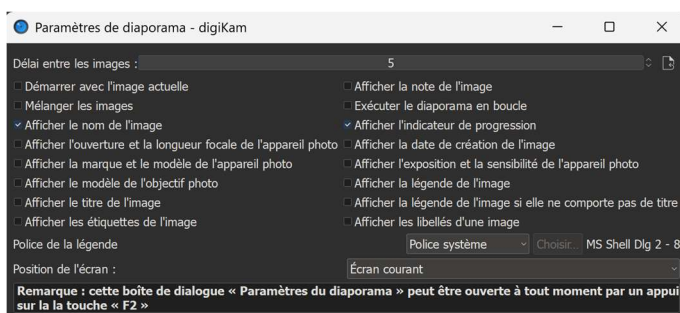 Paramètres de diaporama - digiKam
Délai entre les images : 5
Démarrer avec l'image actuelle
Afficher la note de l'image
Mélanger les images
Exécuter le diaporama en boucle
Afficher le nom de l'image
Afficher l'indicateur de progression
Afficher l'ouverture et la longueur focale de l'appareil photo
Afficher la date de création de l'image
Afficher la marque et le modèle de l'appareil photo
Afficher l'exposition et la sensibilité de l'appareil photo
Afficher le modèle de l'objectif photo
Afficher la légende de l'image
Afficher le titre de l'image
Afficher la légende de l'image si elle ne comporte pas de titre
Afficher les étiquettes de l'image
Afficher les libellés d'une image
Police de la légende Police système Choisir... MS Shell Dlg 2 - 8
Position de l'écran : Écran courant
Remarque : cette boîte de dialogue « Paramètres du diaporama » peut être ouverte à tout moment par un appui
sur la la touche « F2 »